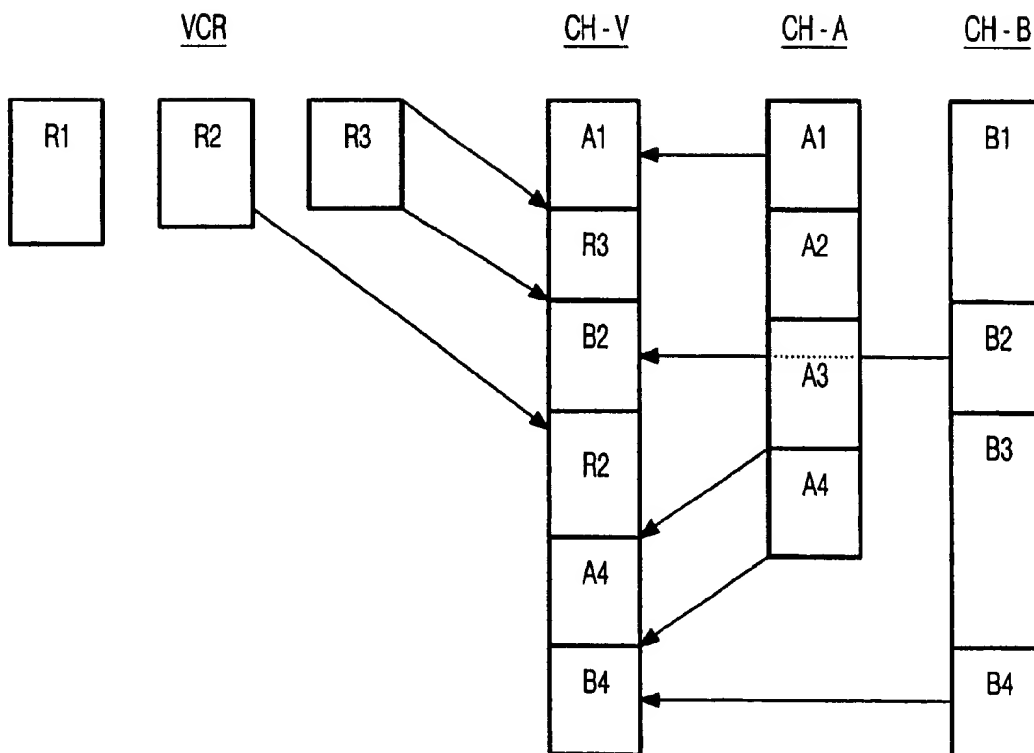 VCR CH - V CH - A CH - B
R1 R2 R3 A1 A1 B1
R3 A2
B2 A3 B2
R2 A4 B3
A4
B4 B4